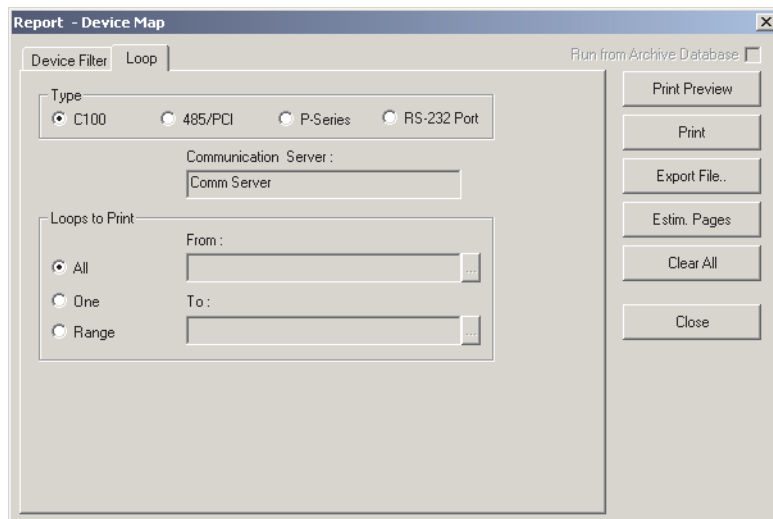 Report - Device Map
Device Filter
Loop
Run from Archive Database
Type
C100
485/PCI
P-Series
RS-232 Port
Communication Server :
Comm Server
Loops to Print
From :
All
...
One
To :
Range
...
Print Preview
Print
Export File..
Estim. Pages
Clear All
Close